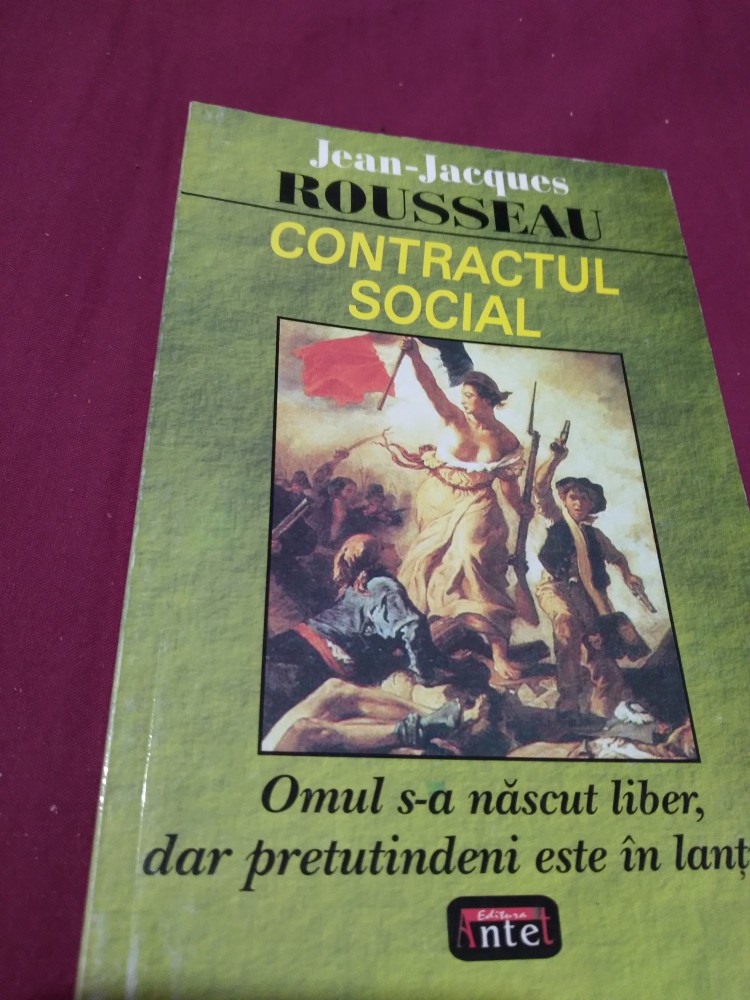 Jean-Jacques
ROUSSEAU
CONTRACTUL
SOCIAL
Omul s-a născut liber,
dar pretutindeni este în lanț
Editura
Antet